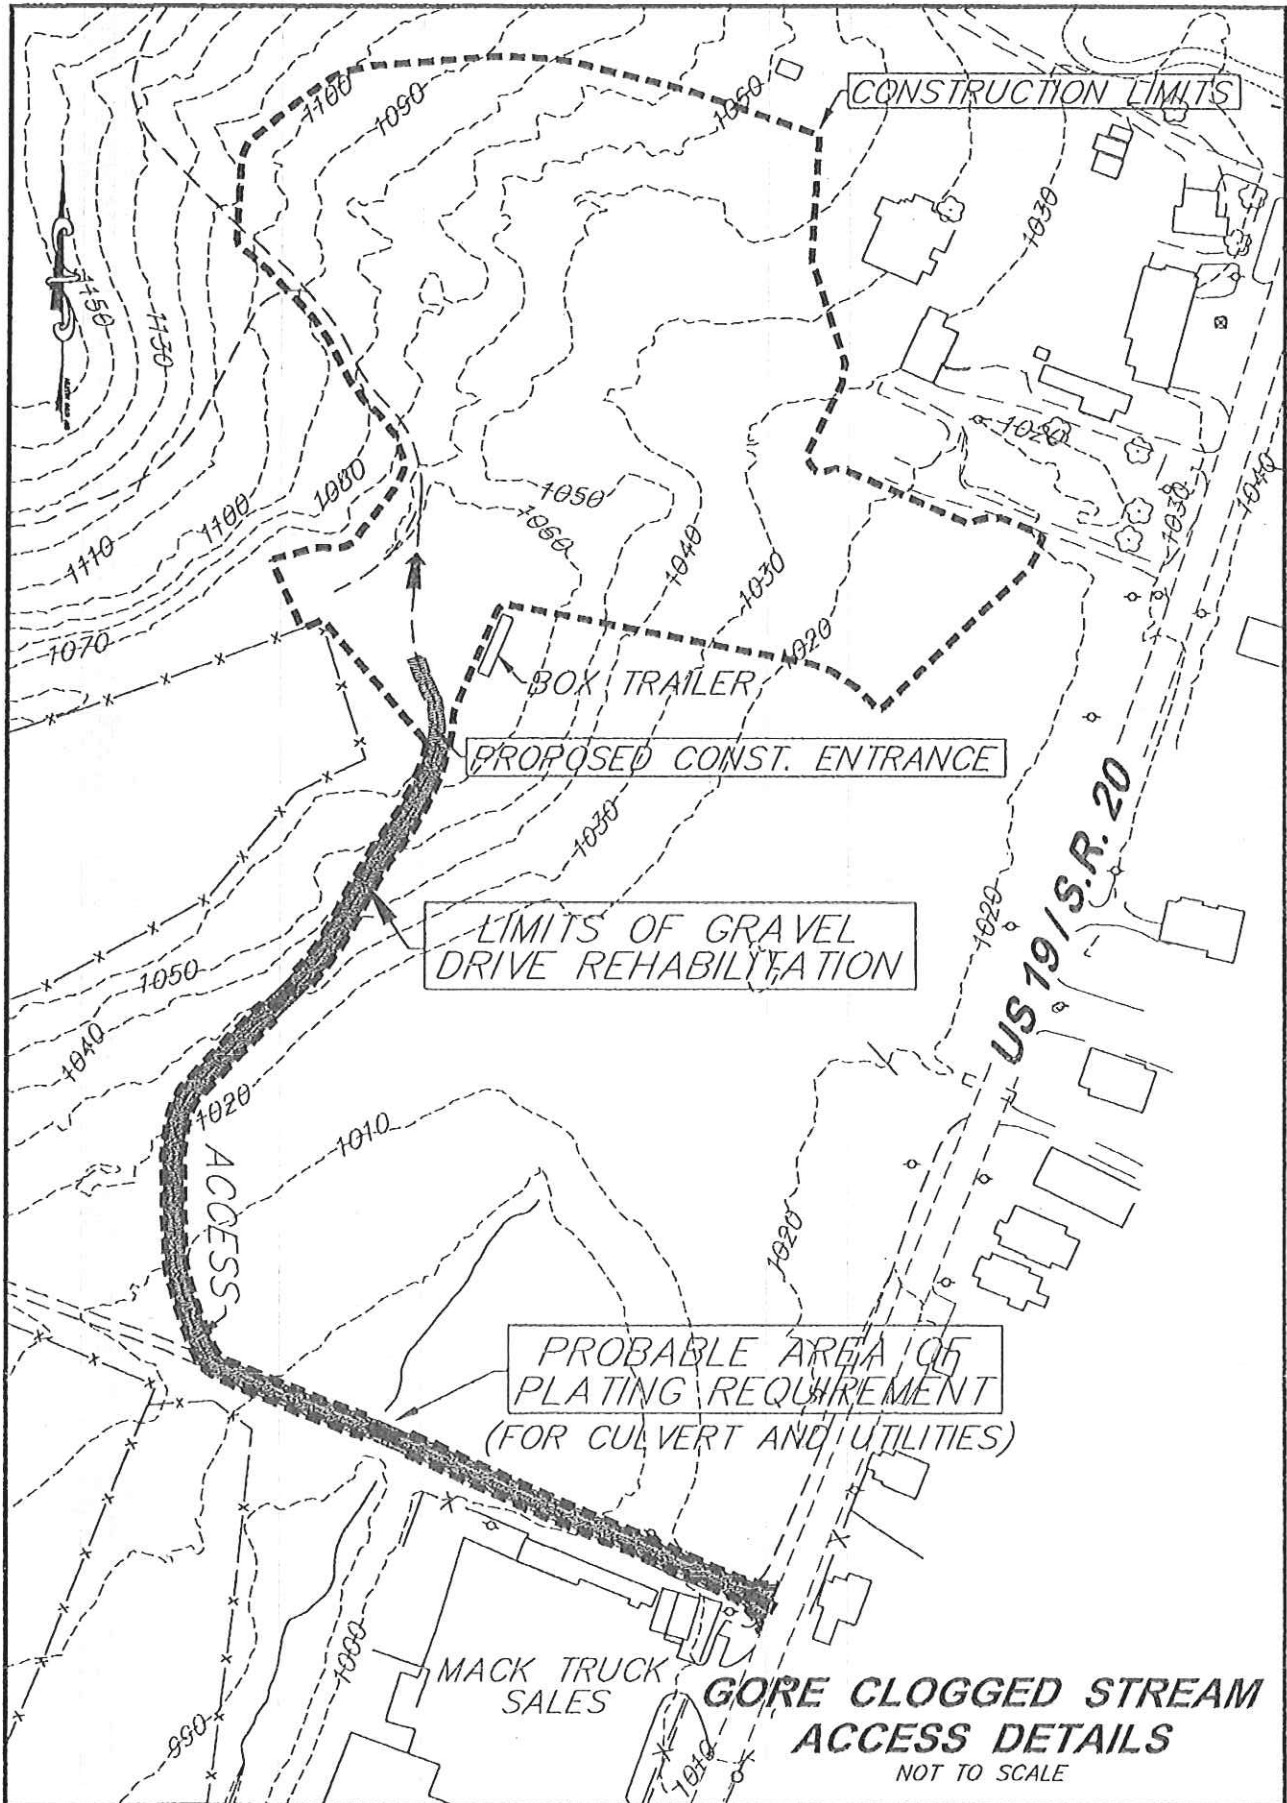 CONSTRUCTION LIMITS
1100
1090
1060
1030
1150
1130
1020
1080
1050
1060
1100
1110
1040
1030
1030
1040
1070
1020
BOX TRAILER
PROPOSED CONST. ENTRANCE
1030
US 19 / S.R. 20
LIMITS OF GRAVEL
DRIVE REHABILITATION
1020
1050
1040
1020
1010
ACCESS
1020
PROBABLE AREA OF
PLATING REQUIREMENT
(FOR CULVERT AND UTILITIES)
1000
990
MACK TRUCK
SALES
1010
GORE CLOGGED STREAM
ACCESS DETAILS
NOT TO SCALE